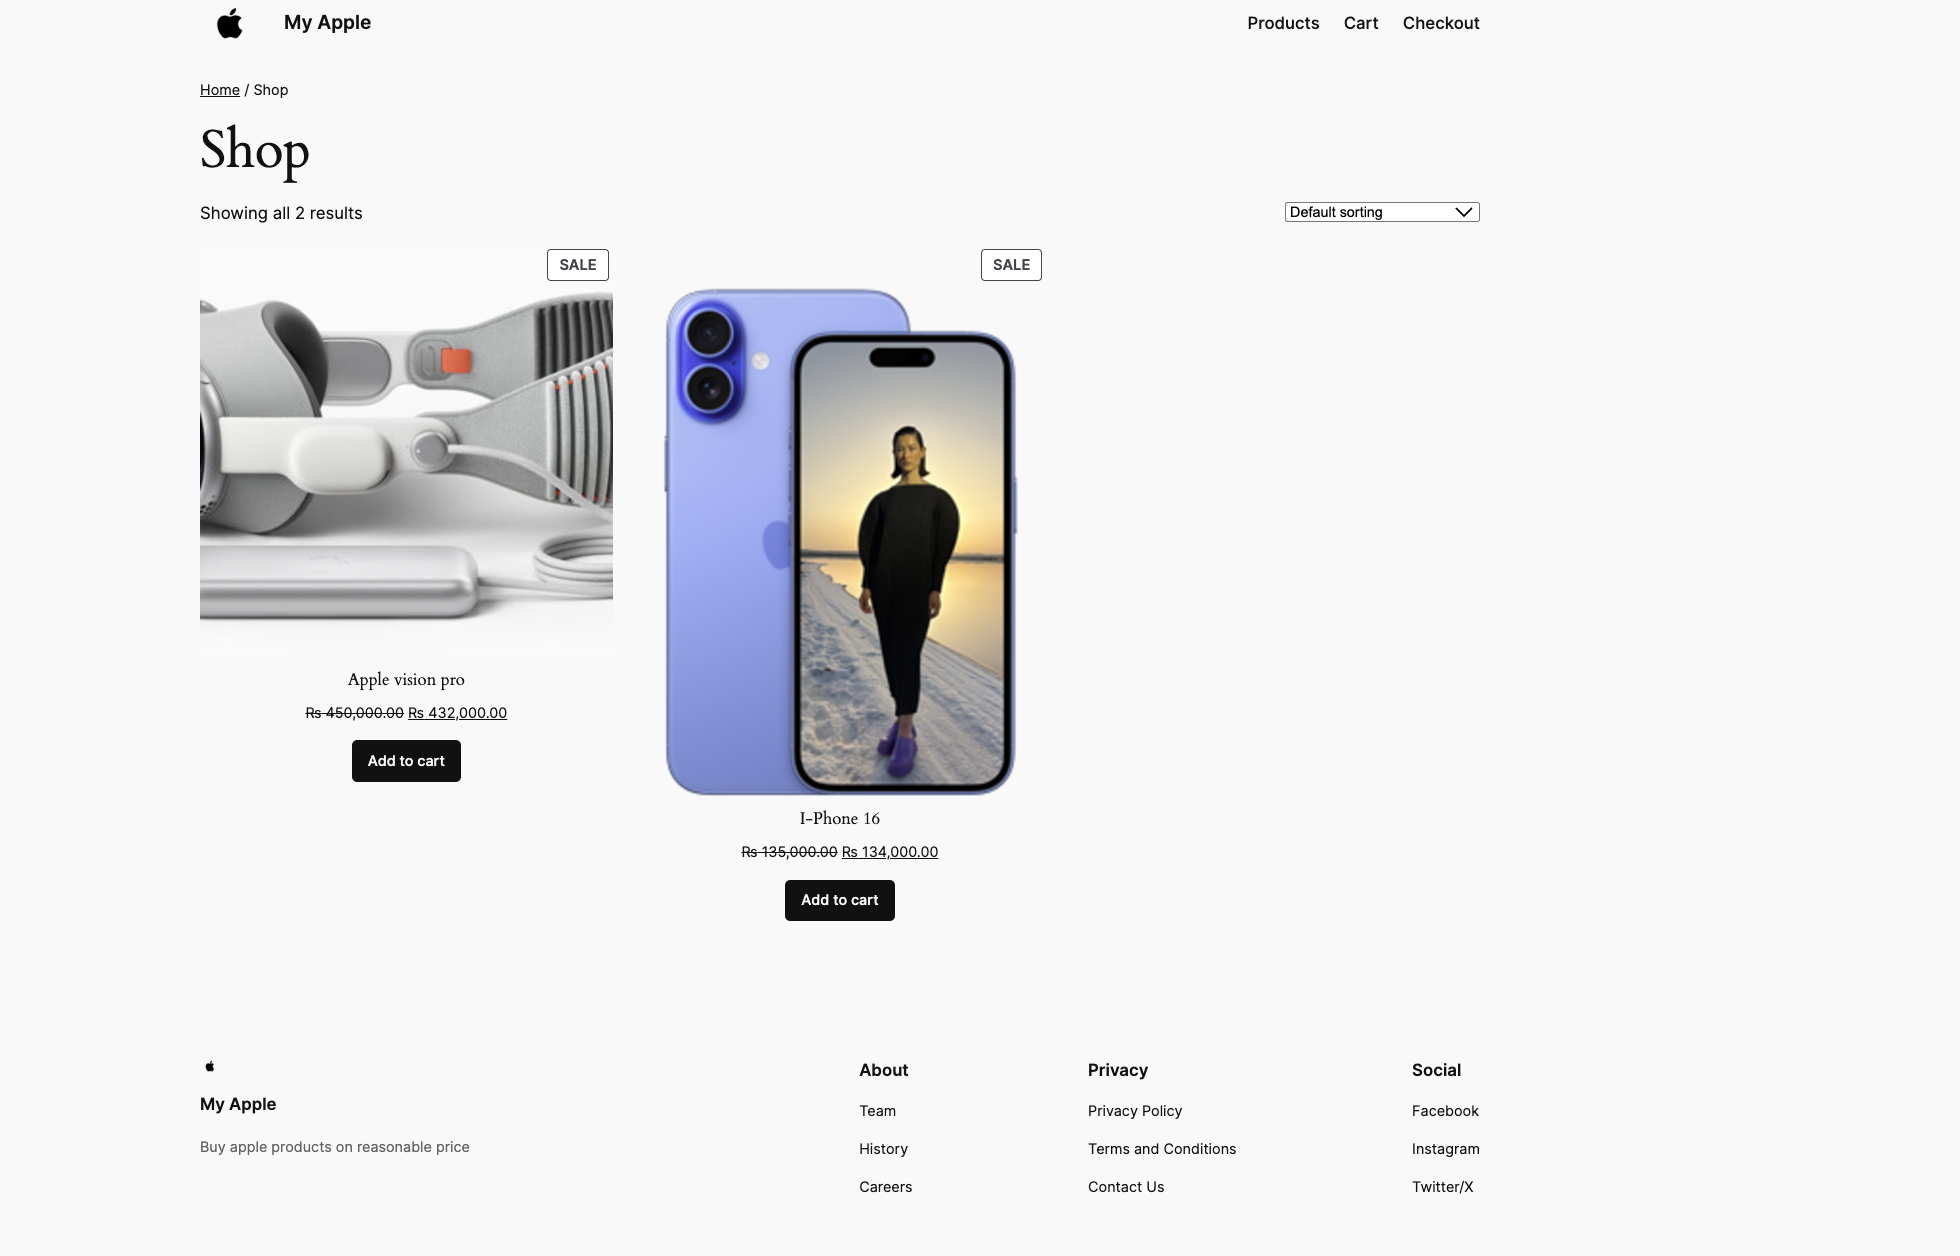 My Apple
Products Cart Checkout
Home / Shop
Shop
Showing all 2 results
Default sorting
SALE
SALE
Apple vision pro
₨ 450,000.00 ₨ 432,000.00
Add to cart
I-Phone 16
₨ 135,000.00 ₨ 134,000.00
Add to cart
My Apple
Buy apple products on reasonable price
About
Team
History
Careers
Privacy
Privacy Policy
Terms and Conditions
Contact Us
Social
Facebook
Instagram
Twitter/X